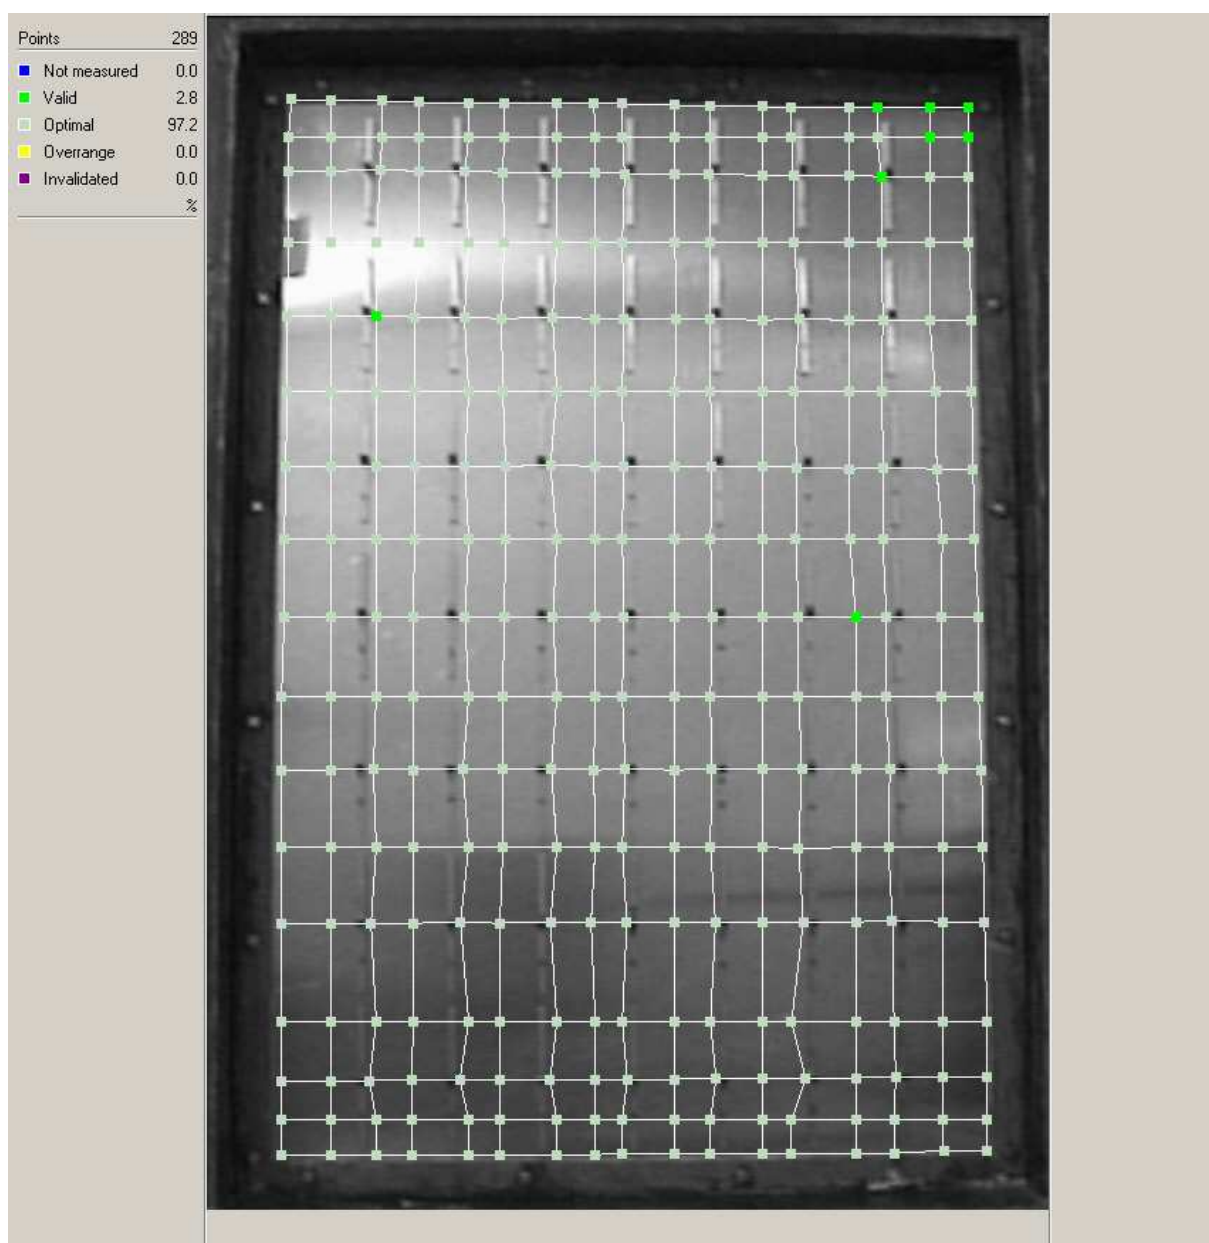 Points 289
Not measured 0.0
Valid 2.8
Optimal 97.2
Overrange 0.0
Invalidated 0.0
%